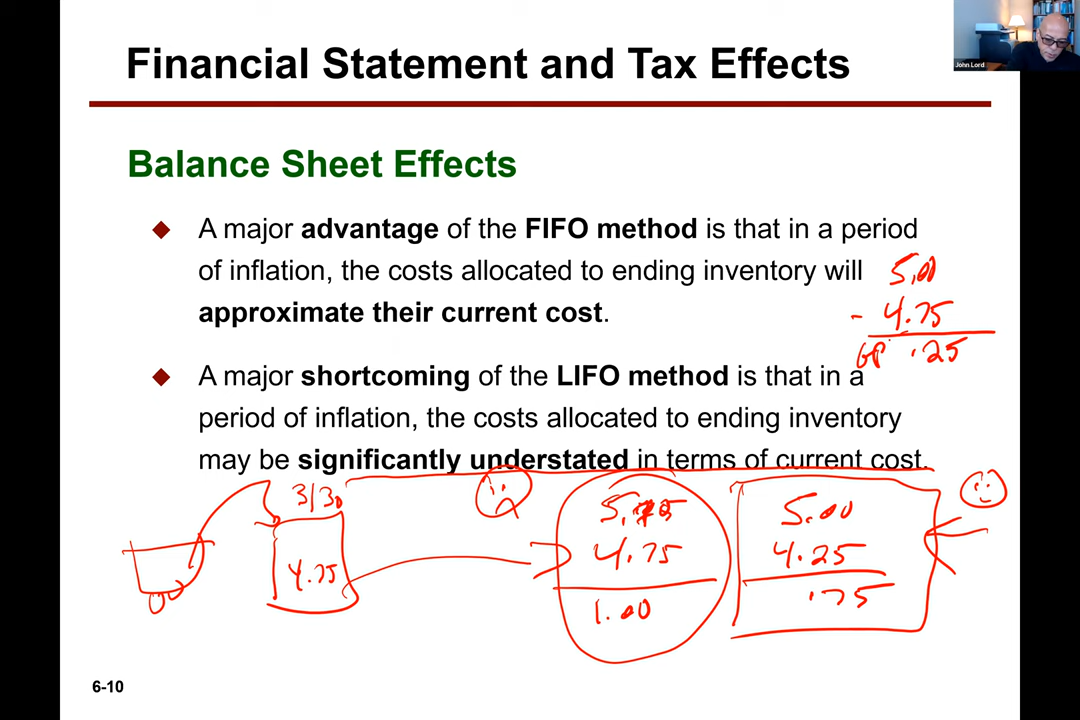 Financial Statement and Tax Effects
John Lord
Balance Sheet Effects
A major advantage of the FIFO method is that in a period
of inflation, the costs allocated to ending inventory will
approximate their current cost.
5.00
- 4.75
GP .25
A major shortcoming of the LIFO method is that in a
period of inflation, the costs allocated to ending inventory
may be significantly understated in terms of current cost.
3/30
4.75
4.75
1.00
5.00
4.25
.75
6-10